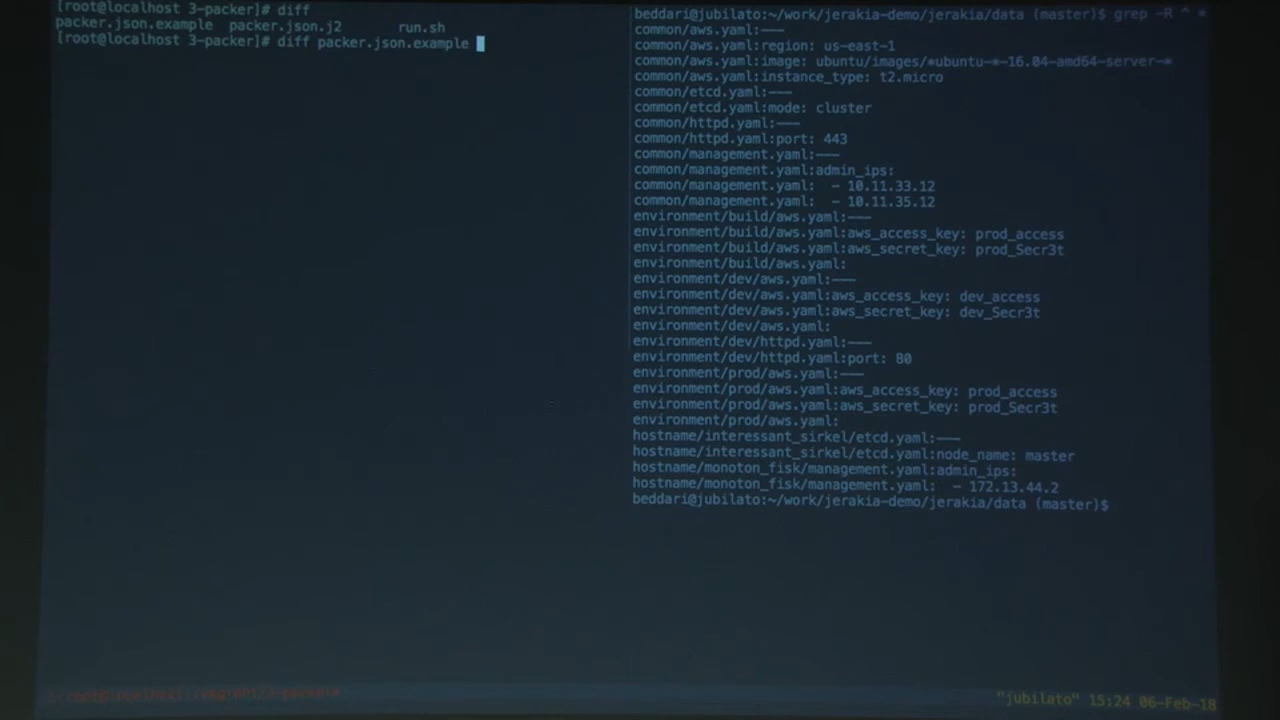 [root@localhost 3-packer]# diff
packer.json.example  packer.json.j2       run.sh
[root@localhost 3-packer]# diff packer.json.example
beddari@jubilato:~/work/jerakia-demo/jerakia/data (master)$ grep -R ^ *
common/aws.yaml:---
common/aws.yaml:region: us-east-1
common/aws.yaml:image: ubuntu/images/*ubuntu-*-16.04-amd64-server-*
common/aws.yaml:instance_type: t2.micro
common/etcd.yaml:---
common/etcd.yaml:mode: cluster
common/httpd.yaml:---
common/httpd.yaml:port: 443
common/management.yaml:---
common/management.yaml:admin_ips:
common/management.yaml:  - 10.11.33.12
common/management.yaml:  - 10.11.35.12
environment/build/aws.yaml:---
environment/build/aws.yaml:aws_access_key: prod_access
environment/build/aws.yaml:aws_secret_key: prod_Secr3t
environment/build/aws.yaml:
environment/dev/aws.yaml:---
environment/dev/aws.yaml:aws_access_key: dev_access
environment/dev/aws.yaml:aws_secret_key: dev_Secr3t
environment/dev/aws.yaml:
environment/dev/httpd.yaml:---
environment/dev/httpd.yaml:port: 80
environment/prod/aws.yaml:---
environment/prod/aws.yaml:aws_access_key: prod_access
environment/prod/aws.yaml:aws_secret_key: prod_Secr3t
environment/prod/aws.yaml:
hostname/interessant_sirkel/etcd.yaml:---
hostname/interessant_sirkel/etcd.yaml:node_name: master
hostname/monoton_fisk/management.yaml:admin_ips:
hostname/monoton_fisk/management.yaml:  - 172.13.44.2
beddari@jubilato:~/work/jerakia-demo/jerakia/data (master)$
"jubilato" 15:24 06-Feb-18